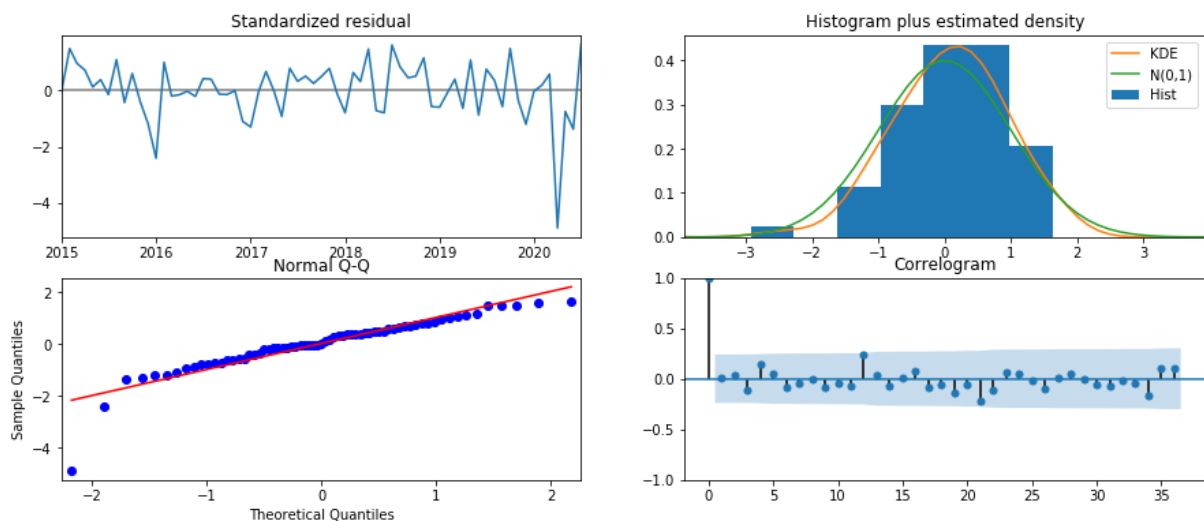 Standardized residual
0
−2
−4
2015 2016 2017 2018 2019 2020
Histogram plus estimated density
KDE
N(0,1)
Hist
0.4
0.3
0.2
0.1
0.0
−3 −2 −1 0 1 2 3
Normal Q-Q
2
0
−2
−4
Sample Quantiles
−2 −1 0 1 2
Theoretical Quantiles
Correlogram
1.0
0.5
0.0
−0.5
−1.0
0 5 10 15 20 25 30 35